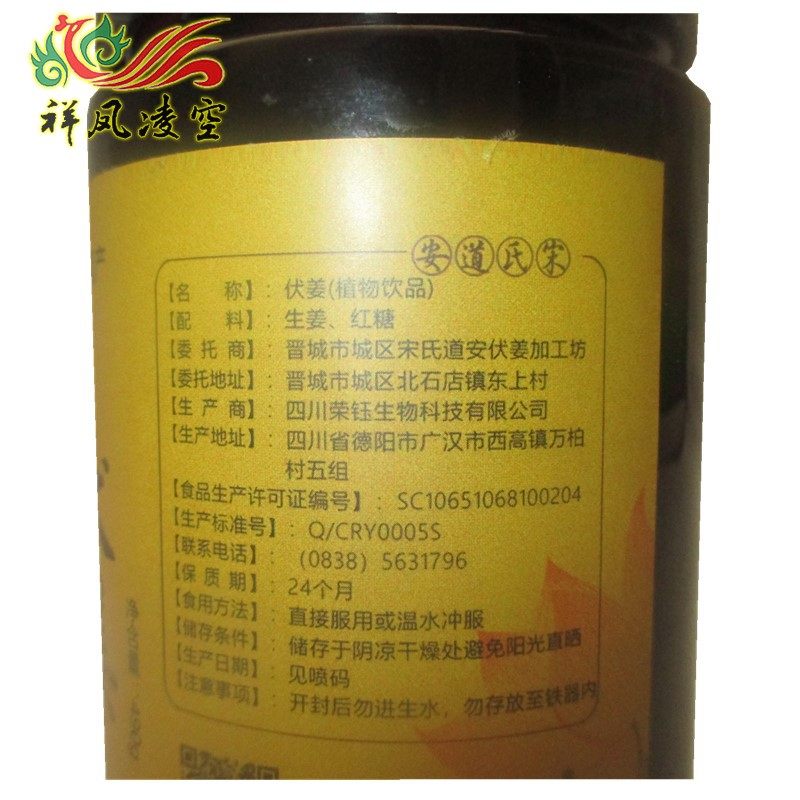 祥凤凌空
安道氏宋
【名 称】：伏姜(植物饮品)
【配 料】：生姜、红糖
【委 托 商】：晋城市城区宋氏道安伏姜加工坊
【委托地址】：晋城市城区北石店镇东上村
【生 产 商】：四川荣钰生物科技有限公司
【生产地址】：四川省德阳市广汉市西高镇万柏
村五组
【食品生产许可证编号】：SC10651068100204
【生产标准号】：Q/CRY0005S
【联系电话】：（0838）5631796
【保 质 期】：24个月
【食用方法】：直接服用或温水冲服
【储存条件】：储存于阴凉干燥处避免阳光直晒
【生产日期】：见喷码
【注意事项】：开封后勿进生水，勿存放至铁器内
净含量